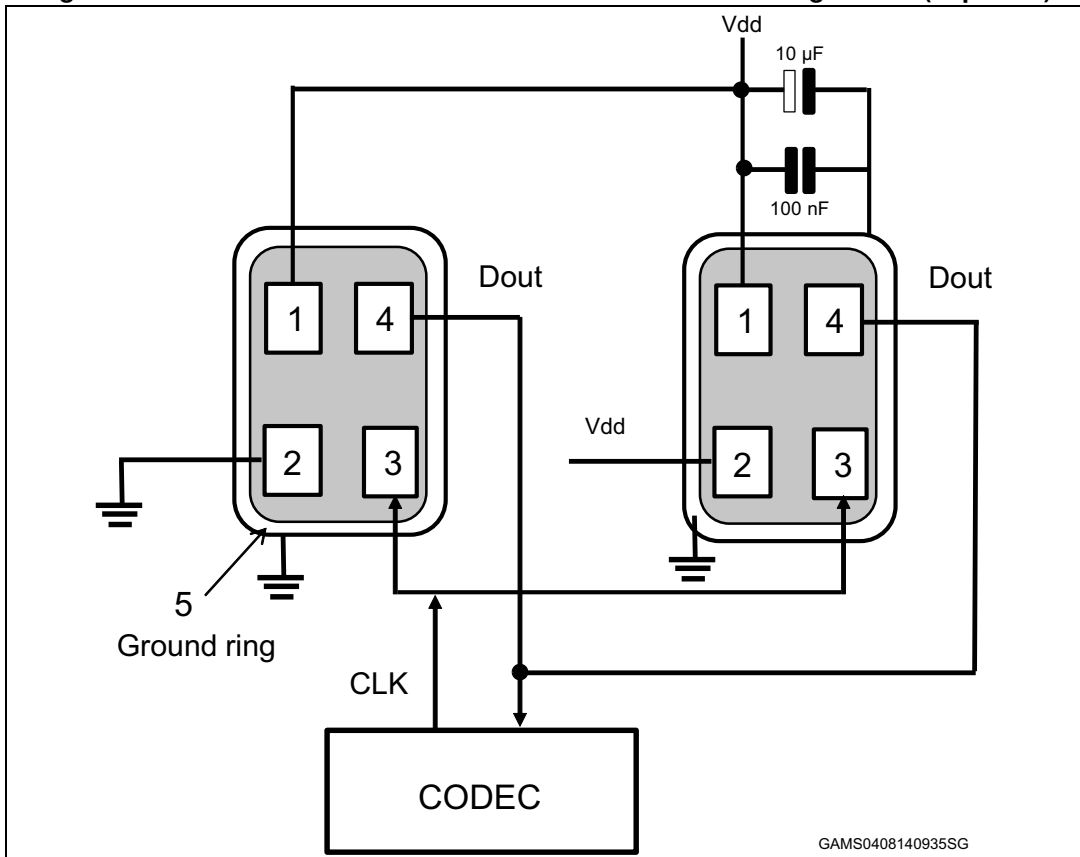 Vdd
10 µF
100 nF
Dout
Dout
1
4
1
4
Vdd
2
3
2
3
5
Ground ring
CLK
CODEC
GAMS0408140935SG